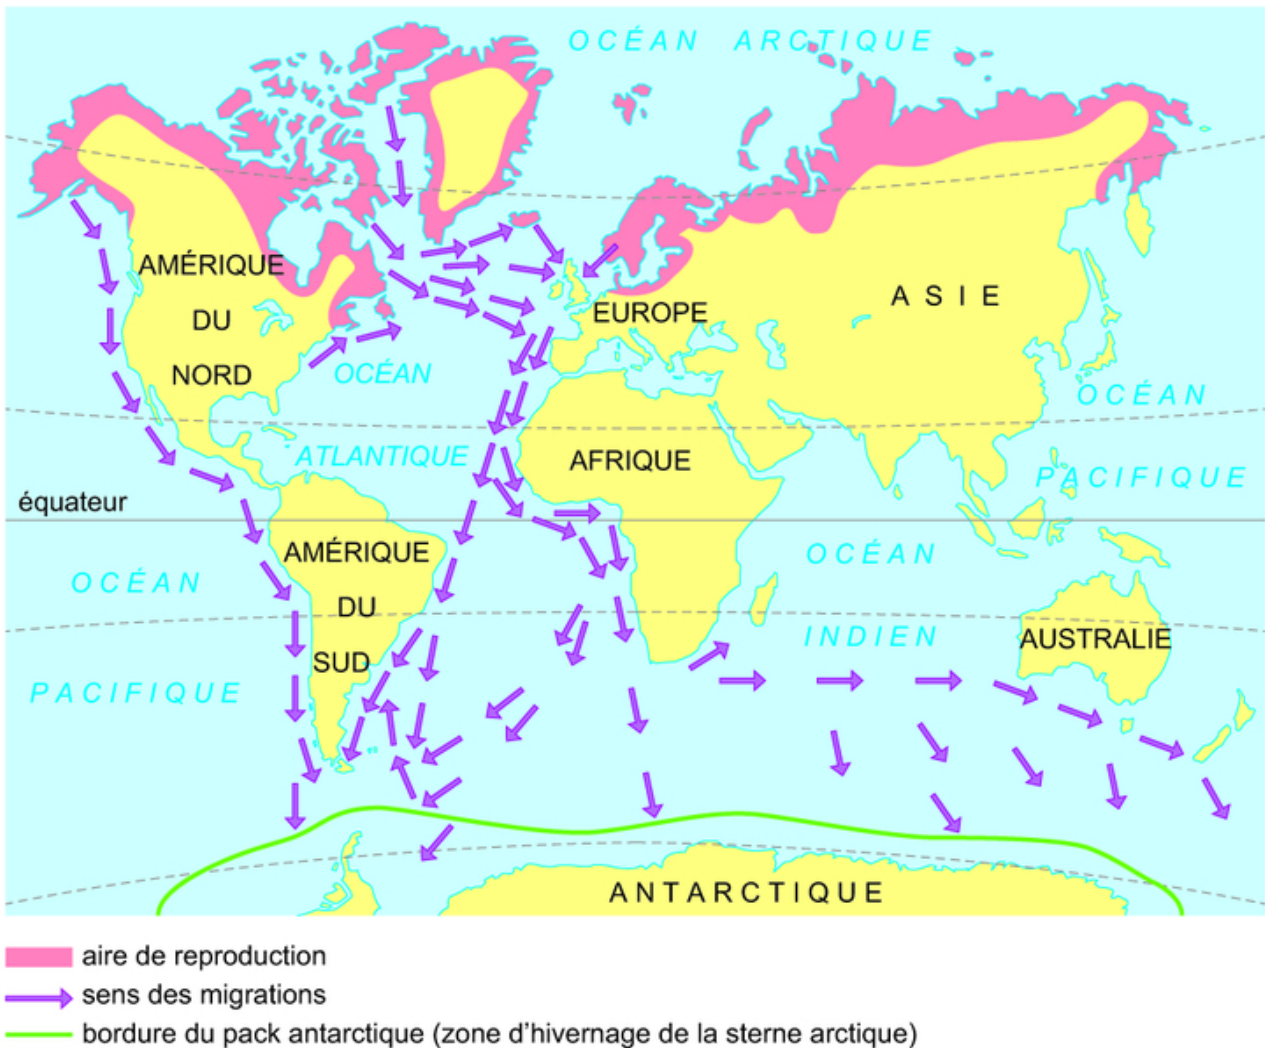 OCÉAN ARCTIQUE
AMÉRIQUE
DU
NORD
EUROPE
ASIE
OCÉAN
ATLANTIQUE
AFRIQUE
OCÉAN
PACIFIQUE
équateur
AMÉRIQUE
DU
SUD
OCÉAN
PACIFIQUE
OCÉAN
INDIEN
AUSTRALIE
ANTARCTIQUE
aire de reproduction
sens des migrations
bordure du pack antarctique (zone d'hivernage de la sterne arctique)